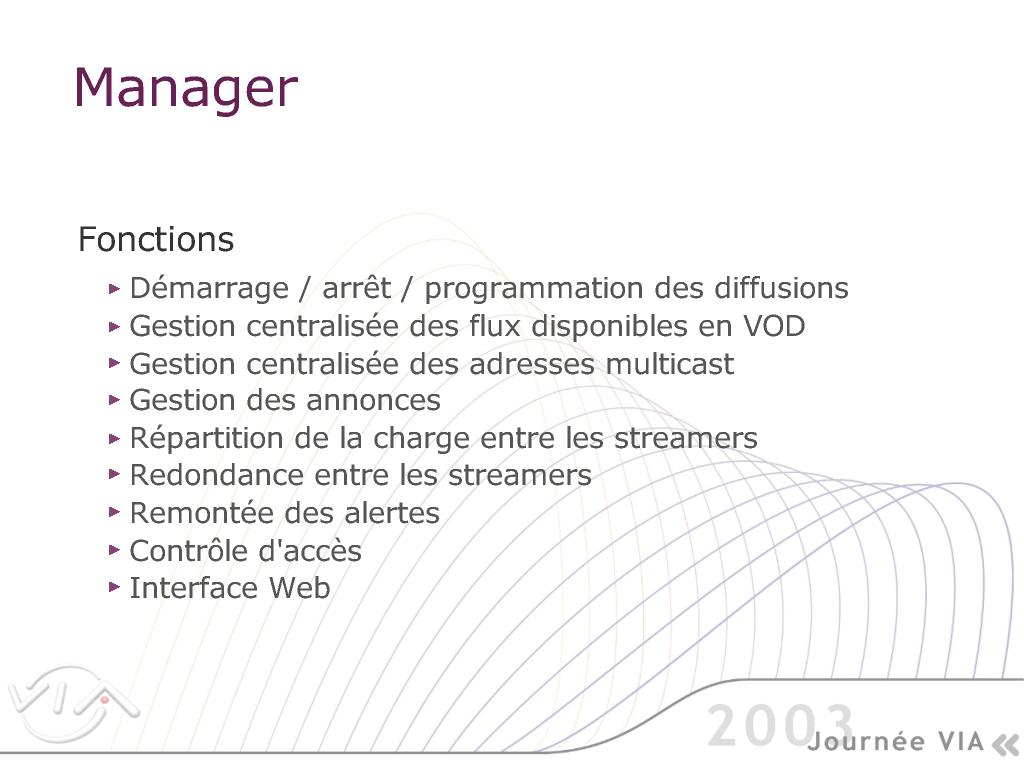 Manager
Fonctions
Démarrage / arrêt / programmation des diffusions
Gestion centralisée des flux disponibles en VOD
Gestion centralisée des adresses multicast
Gestion des annonces
Répartition de la charge entre les streamers
Redondance entre les streamers
Remontée des alertes
Contrôle d'accès
Interface Web
VIA
2003
Journée VIA